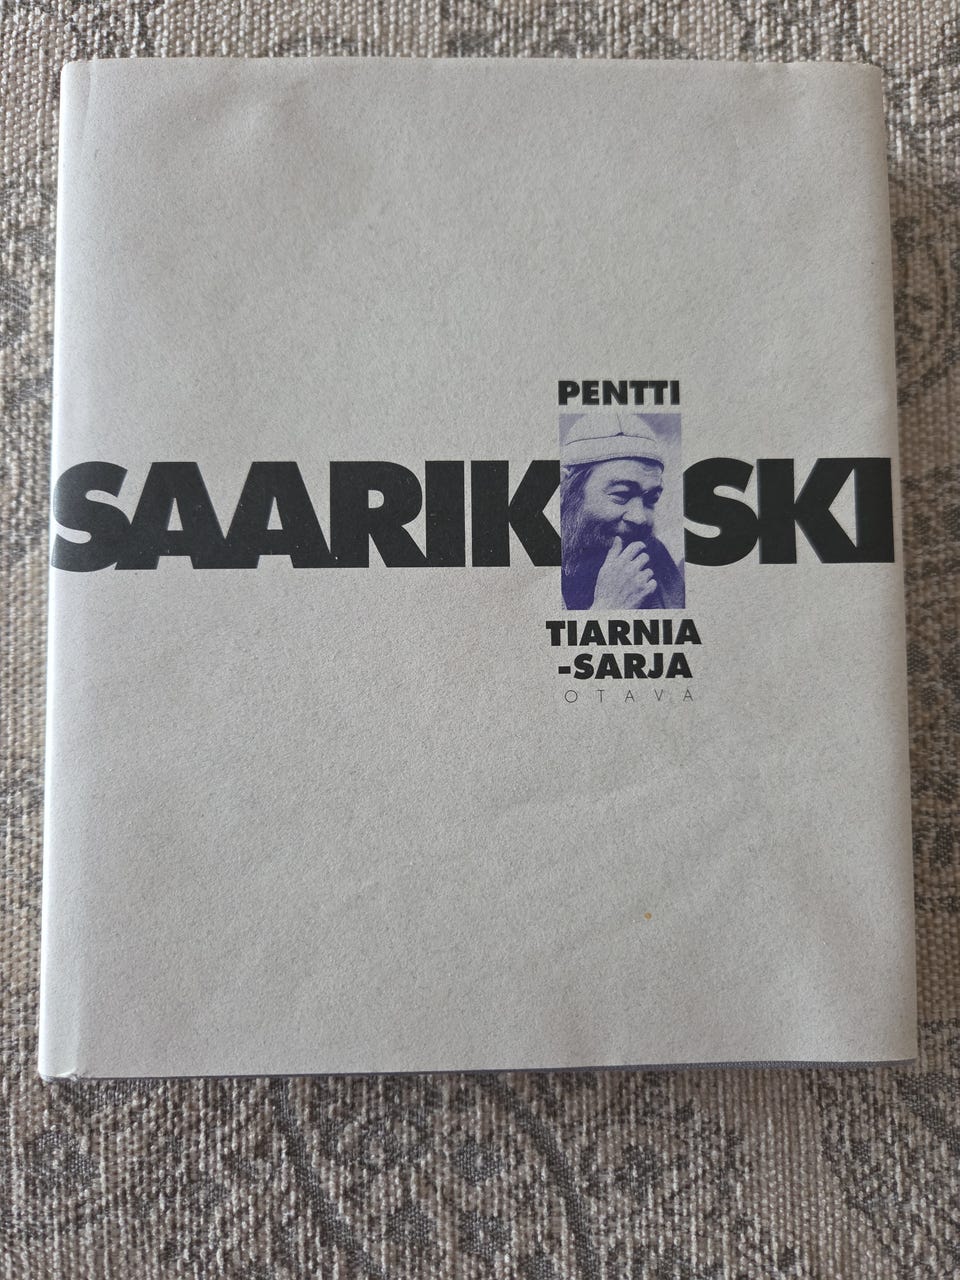 PENTTI
SAARIK SKI
TIARNIA
-SARJA
OTAVA